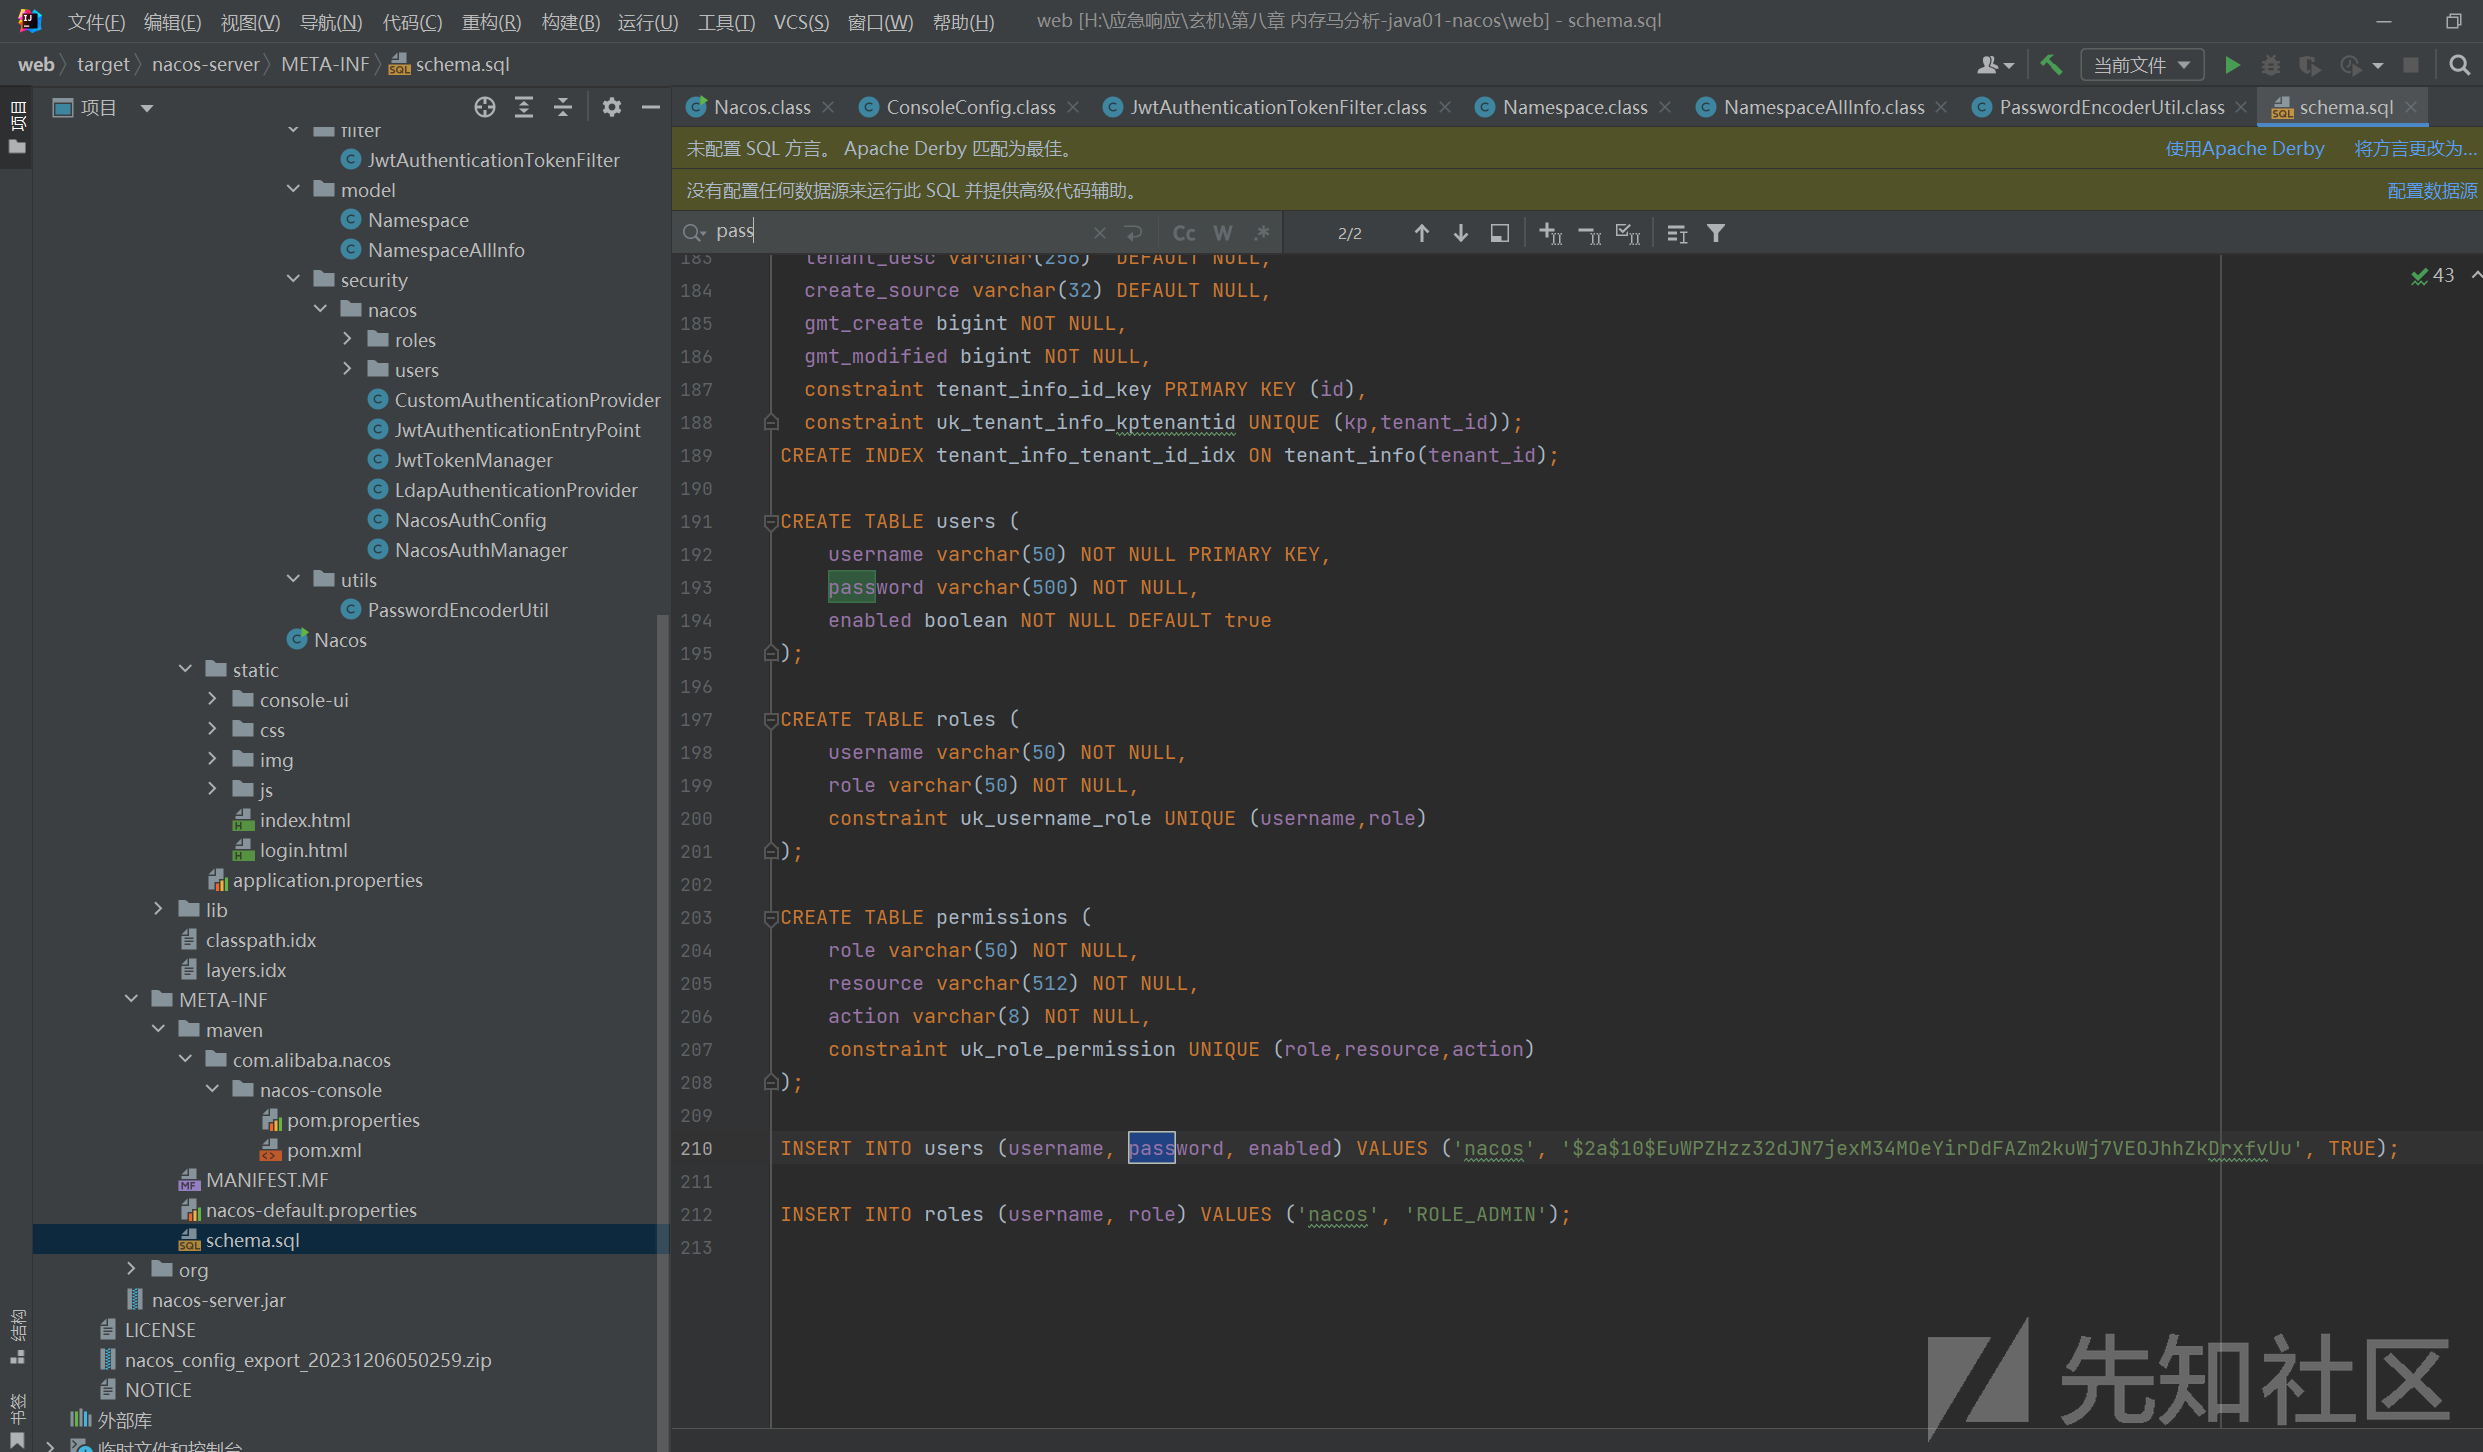 文件(F) 编辑(E) 视图(V) 导航(N) 代码(C) 重构(R) 构建(B) 运行(U) 工具(T) VCS(S) 窗口(W) 帮助(H) web [H:\应急响应\玄机\第八章 内存马分析-java01-nacos\web] - schema.sql
web target nacos-server META-INF schema.sql
当前文件
项目
项目
Nacos.class ConsoleConfig.class JwtAuthenticationTokenFilter.class Namespace.class NamespaceAllInfo.class PasswordEncoderUtil.class schema.sql
未配置 SQL 方言。 Apache Derby 匹配为最佳。 使用Apache Derby 将方言更改为...
没有配置任何数据源来运行此 SQL 并提供高级代码辅助。 配置数据源
pass Cc W .* 2/2
43
filter
JwtAuthenticationTokenFilter
model
Namespace
NamespaceAllInfo
security
nacos
roles
users
CustomAuthenticationProvider
JwtAuthenticationEntryPoint
JwtTokenManager
LdapAuthenticationProvider
NacosAuthConfig
NacosAuthManager
utils
PasswordEncoderUtil
Nacos
static
console-ui
css
img
js
index.html
login.html
application.properties
lib
classpath.idx
layers.idx
META-INF
maven
com.alibaba.nacos
nacos-console
pom.properties
pom.xml
MANIFEST.MF
nacos-default.properties
schema.sql
org
nacos-server.jar
LICENSE
nacos_config_export_20231206050259.zip
NOTICE
外部库
临时文件和控制台
结构
书签
183 tenant_desc varchar(256) DEFAULT NULL,
184 create_source varchar(32) DEFAULT NULL,
185 gmt_create bigint NOT NULL,
186 gmt_modified bigint NOT NULL,
187 constraint tenant_info_id_key PRIMARY KEY (id),
188 constraint uk_tenant_info_kptenantid UNIQUE (kp,tenant_id));
189 CREATE INDEX tenant_info_tenant_id_idx ON tenant_info(tenant_id);
190
191 CREATE TABLE users (
192 username varchar(50) NOT NULL PRIMARY KEY,
193 password varchar(500) NOT NULL,
194 enabled boolean NOT NULL DEFAULT true
195 );
196
197 CREATE TABLE roles (
198 username varchar(50) NOT NULL,
199 role varchar(50) NOT NULL,
200 constraint uk_username_role UNIQUE (username,role)
201 );
202
203 CREATE TABLE permissions (
204 role varchar(50) NOT NULL,
205 resource varchar(512) NOT NULL,
206 action varchar(8) NOT NULL,
207 constraint uk_role_permission UNIQUE (role,resource,action)
208 );
209
210 INSERT INTO users (username, password, enabled) VALUES ('nacos', '$2a$10$EuWPZHzz32dJN7jexM34MOeYirDdFAZm2kuWj7VEOJhhZkDrxfvUu', TRUE);
211
212 INSERT INTO roles (username, role) VALUES ('nacos', 'ROLE_ADMIN');
213
先知社区